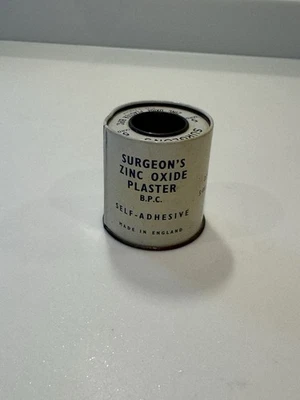 SURGEON'S
ZINC OXIDE
PLASTER
B.P.C.
SELF-ADHESIVE
MADE IN ENGLAND